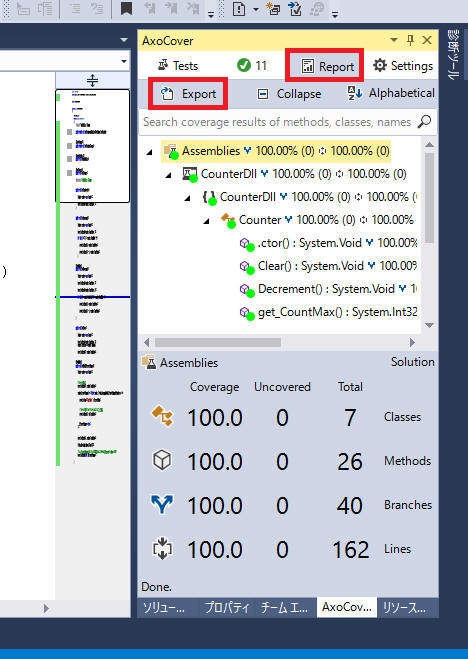 診断ツール
AxoCover
Tests 11 Report Settings
Export Collapse Alphabetical
Search coverage results of methods, classes, names
Assemblies 100.00% (0) 100.00% (0)
CounterDll 100.00% (0) 100.00% (0)
{ } CounterDll 100.00% (0) 100.00% (
Counter 100.00% (0) 100.00%
.ctor() : System.Void 100.00%
Clear() : System.Void 100.00%
Decrement() : System.Void 1
get_CountMax() : System.Int32
)
Assemblies Solution
Coverage Uncovered Total
100.0 0 7 Classes
100.0 0 26 Methods
100.0 0 40 Branches
100.0 0 162 Lines
Done.
ソリュー... プロパティ チーム エ... AxoCov... リソース...